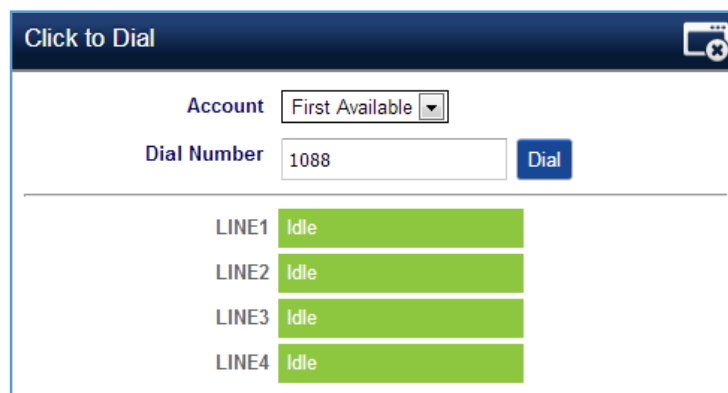 Click to Dial
Account First Available
Dial Number 1088 Dial
LINE1 Idle
LINE2 Idle
LINE3 Idle
LINE4 Idle